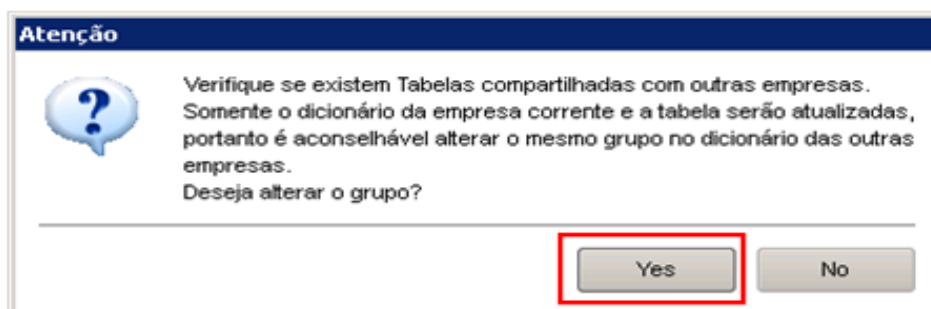 Atenção
Verifique se existem Tabelas compartilhadas com outras empresas.
Somente o dicionário da empresa corrente e a tabela serão atualizadas,
portanto é aconselhável alterar o mesmo grupo no dicionário das outras
empresas.
Deseja alterar o grupo?
Yes
No